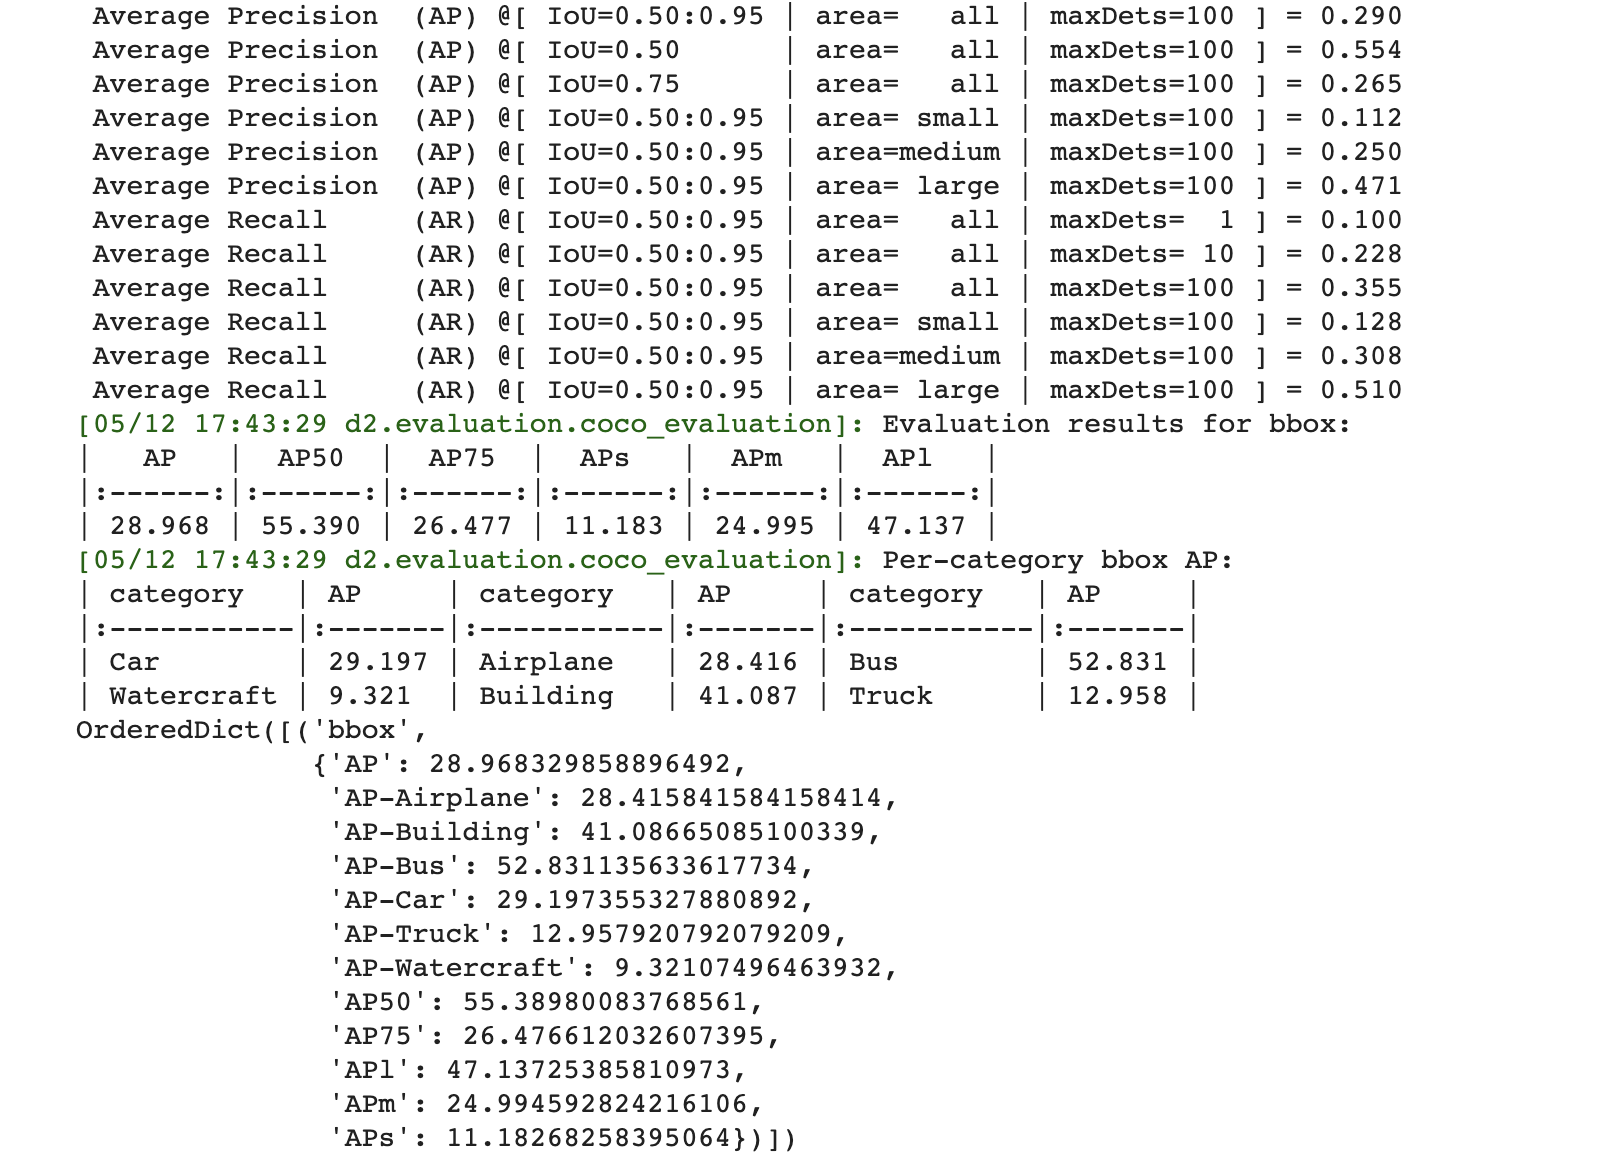 Average Precision  (AP) @[ IoU=0.50:0.95 | area=   all | maxDets=100 ] = 0.290
Average Precision  (AP) @[ IoU=0.50      | area=   all | maxDets=100 ] = 0.554
Average Precision  (AP) @[ IoU=0.75      | area=   all | maxDets=100 ] = 0.265
Average Precision  (AP) @[ IoU=0.50:0.95 | area= small | maxDets=100 ] = 0.112
Average Precision  (AP) @[ IoU=0.50:0.95 | area=medium | maxDets=100 ] = 0.250
Average Precision  (AP) @[ IoU=0.50:0.95 | area= large | maxDets=100 ] = 0.471
Average Recall     (AR) @[ IoU=0.50:0.95 | area=   all | maxDets=  1 ] = 0.100
Average Recall     (AR) @[ IoU=0.50:0.95 | area=   all | maxDets= 10 ] = 0.228
Average Recall     (AR) @[ IoU=0.50:0.95 | area=   all | maxDets=100 ] = 0.355
Average Recall     (AR) @[ IoU=0.50:0.95 | area= small | maxDets=100 ] = 0.128
Average Recall     (AR) @[ IoU=0.50:0.95 | area=medium | maxDets=100 ] = 0.308
Average Recall     (AR) @[ IoU=0.50:0.95 | area= large | maxDets=100 ] = 0.510
[05/12 17:43:29 d2.evaluation.coco_evaluation]: Evaluation results for bbox:
|   AP   |  AP50  |  AP75  |  APs   |  APm   |  APl   |
|:------:|:------:|:------:|:------:|:------:|:------:|
| 28.968 | 55.390 | 26.477 | 11.183 | 24.995 | 47.137 |
[05/12 17:43:29 d2.evaluation.coco_evaluation]: Per-category bbox AP:
| category   | AP     | category   | AP     | category   | AP     |
|:-----------|:-------|:-----------|:-------|:-----------|:-------|
| Car        | 29.197 | Airplane   | 28.416 | Bus        | 52.831 |
| Watercraft | 9.321  | Building   | 41.087 | Truck      | 12.958 |
OrderedDict([('bbox',
              {'AP': 28.968329858896492,
               'AP-Airplane': 28.415841584158414,
               'AP-Building': 41.08665085100339,
               'AP-Bus': 52.831135633617734,
               'AP-Car': 29.197355327880892,
               'AP-Truck': 12.957920792079209,
               'AP-Watercraft': 9.32107496463932,
               'AP50': 55.38980083768561,
               'AP75': 26.476612032607395,
               'APl': 47.13725385810973,
               'APm': 24.994592824216106,
               'APs': 11.18268258395064})])